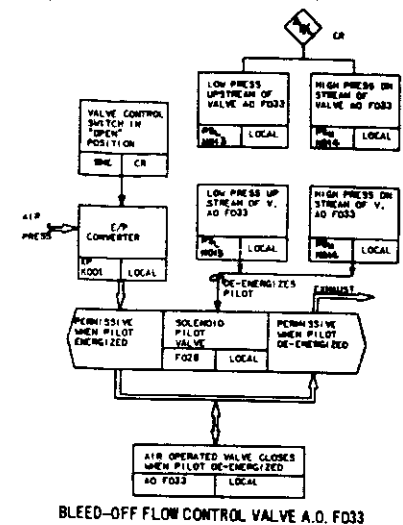 CR
LOW PRESS
UPSTREAM OF
VALVE AO F033
LOCAL
HIGH PRESS DN
STREAM OF
VALVE AO F033
N014
LOCAL
VALVE CONTROL
SWITCH IN
"OPEN"
POSITION
CR
LOW PRESS UP
STREAM OF V.
AO F033
LOCAL
HIGH PRESS DN
STREAM OF V.
AO F033
LOCAL
AIR
PRESS
E/P
CONVERTER
EP
K001
LOCAL
DE-ENERGIZES
PILOT
EXHAUST
PERMISSIVE
WHEN PILOT
ENERGIZED
SOLENOID
PILOT
VALVE
F028
LOCAL
PERMISSIVE
WHEN PILOT
DE-ENERGIZED
AIR OPERATED VALVE CLOSES
WHEN PILOT DE-ENERGIZED
AO F033
LOCAL
BLEED-OFF FLOW CONTROL VALVE A.O. F033